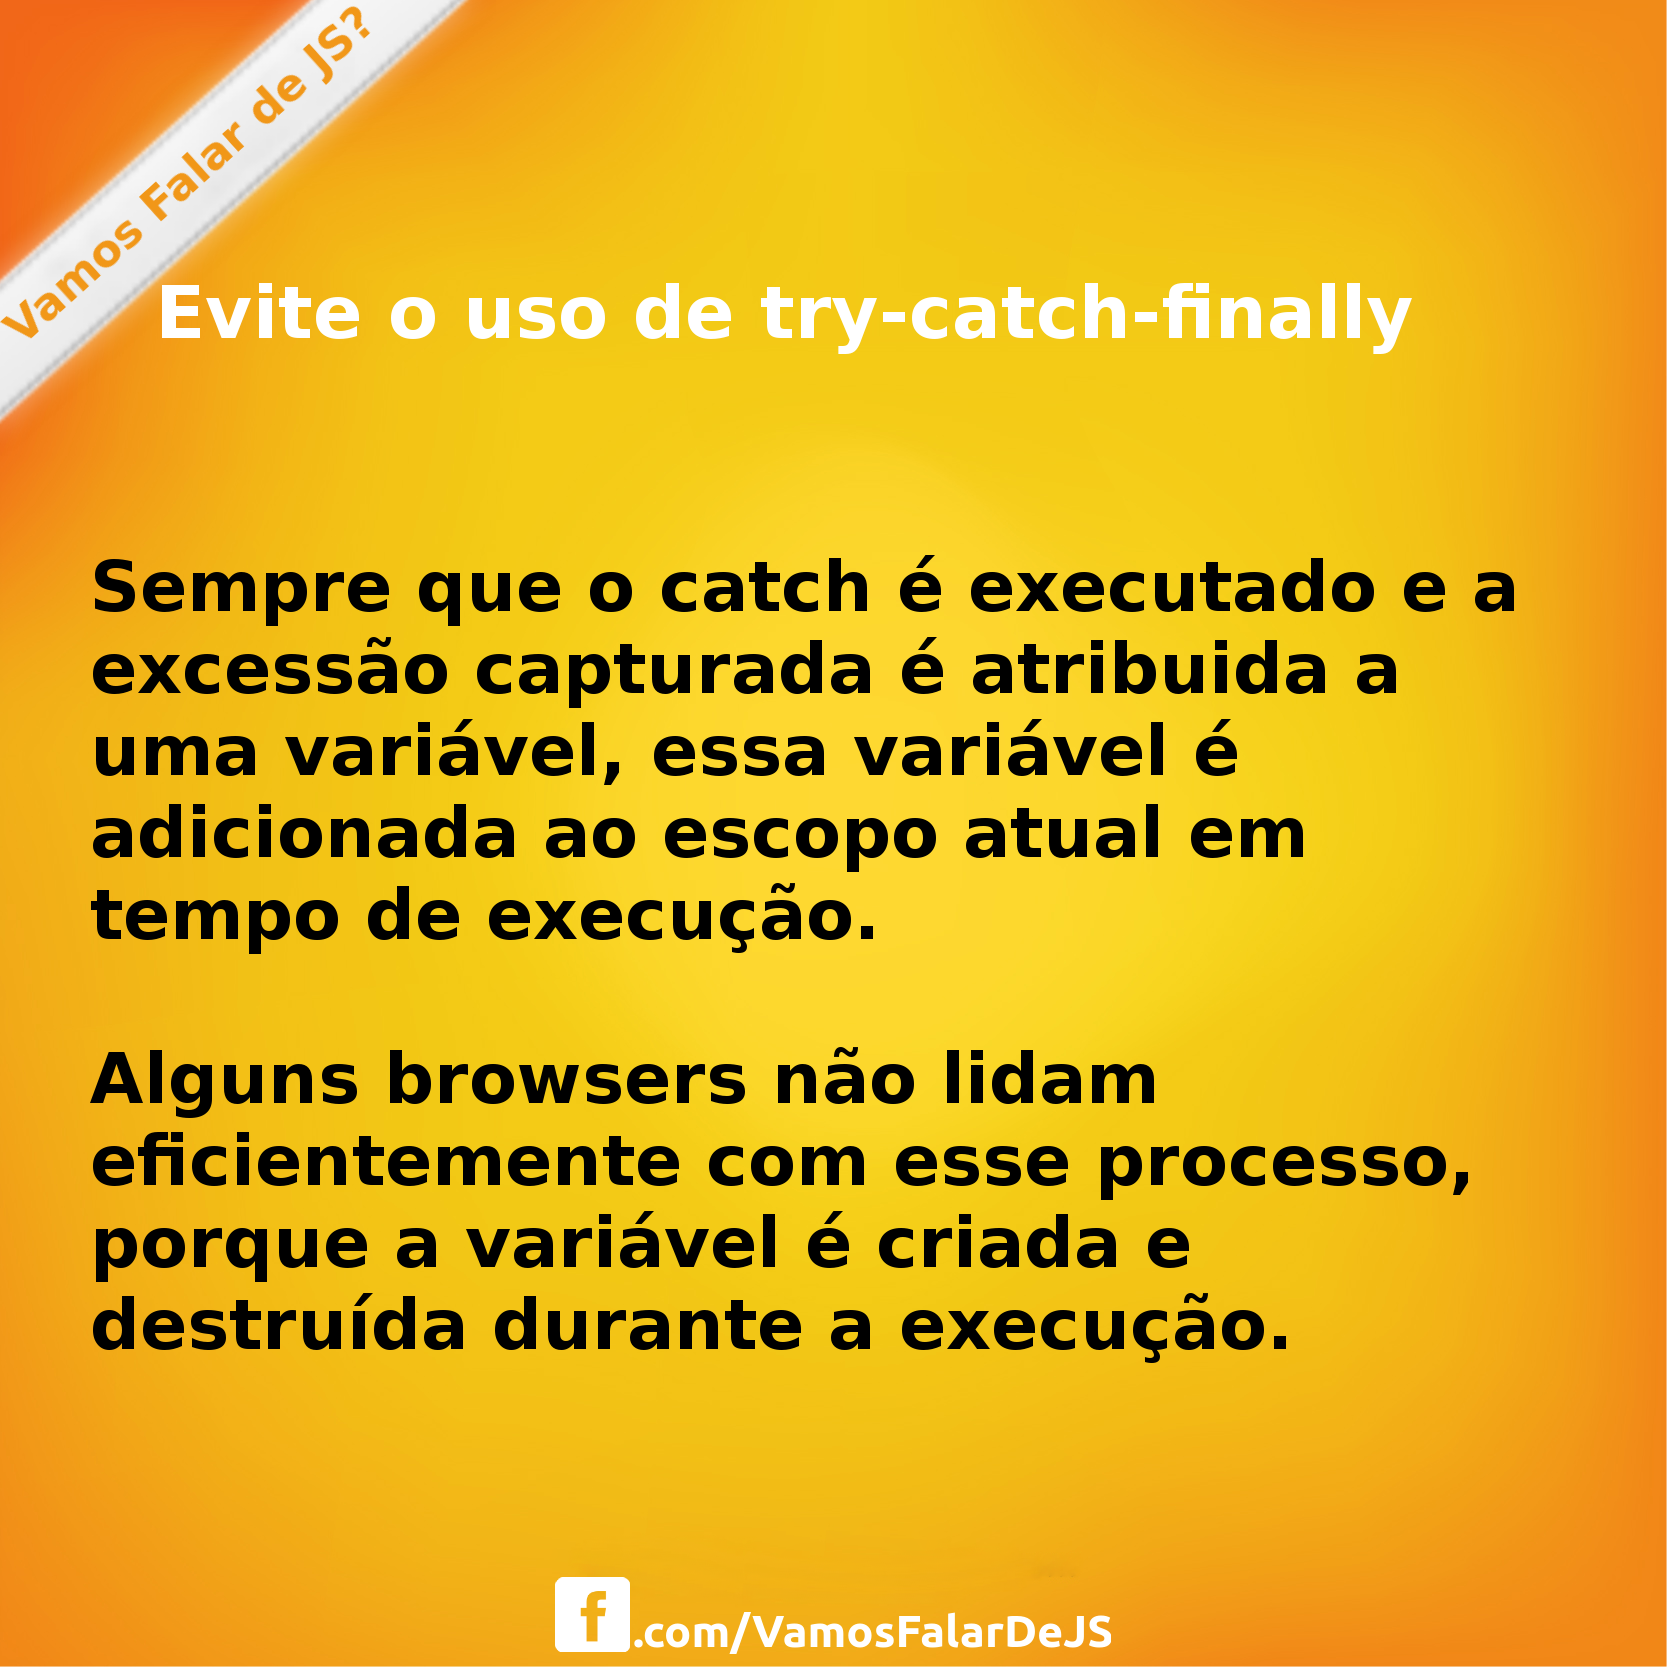 Vamos Falar de JS?
Evite o uso de try-catch-finally
Sempre que o catch é executado e a
excessão capturada é atribuida a
uma variável, essa variável é
adicionada ao escopo atual em
tempo de execução.
Alguns browsers não lidam
eficientemente com esse processo,
porque a variável é criada e
destruída durante a execução.
f.com/VamosFalarDeJS